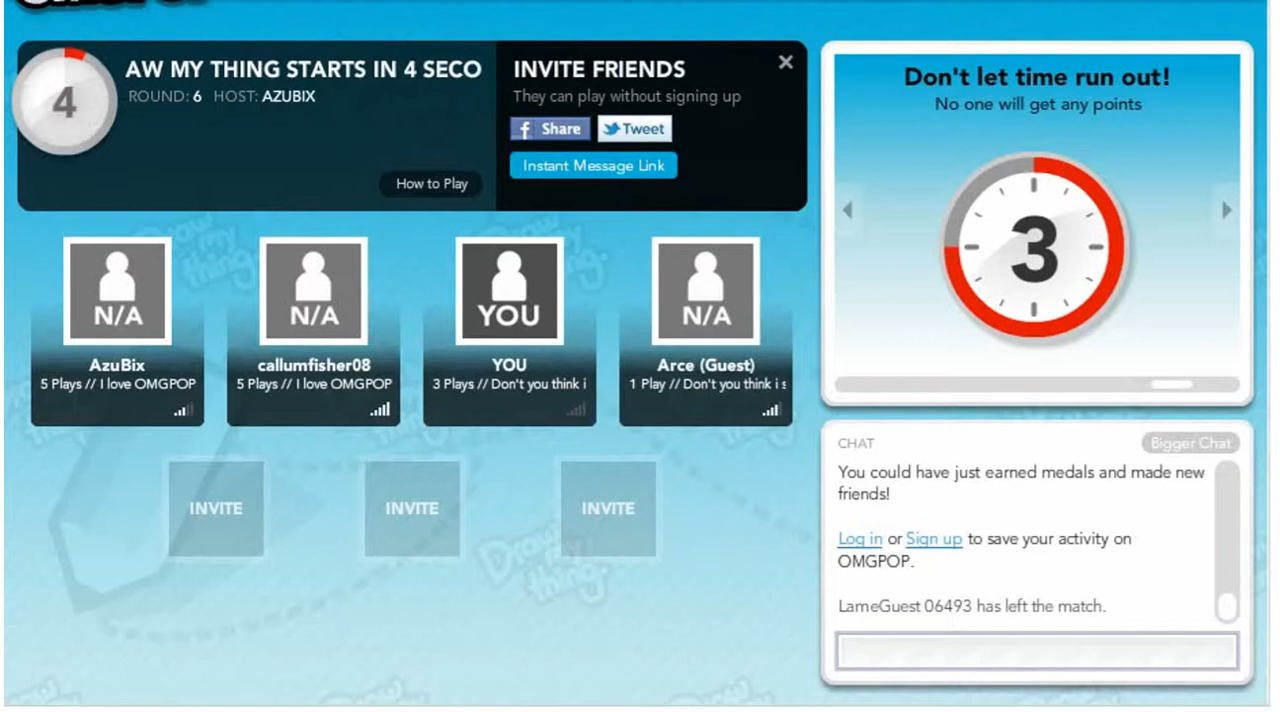 4
AW MY THING STARTS IN 4 SECO
ROUND: 6 HOST: AZUBIX
How to Play
INVITE FRIENDS
They can play without signing up
f Share
Tweet
Instant Message Link
Don't let time run out!
No one will get any points
3
N/A
AzuBix
5 Plays // I love OMGPOP
N/A
callumfisher08
5 Plays // I love OMGPOP
YOU
YOU
3 Plays // Don't you think i
N/A
Arce (Guest)
1 Play // Don't you think i s
INVITE
INVITE
INVITE
CHAT
Bigger Chat
You could have just earned medals and made new
friends!
Log in or Sign up to save your activity on
OMGPOP.
LameGuest 06493 has left the match.
Draw my thing